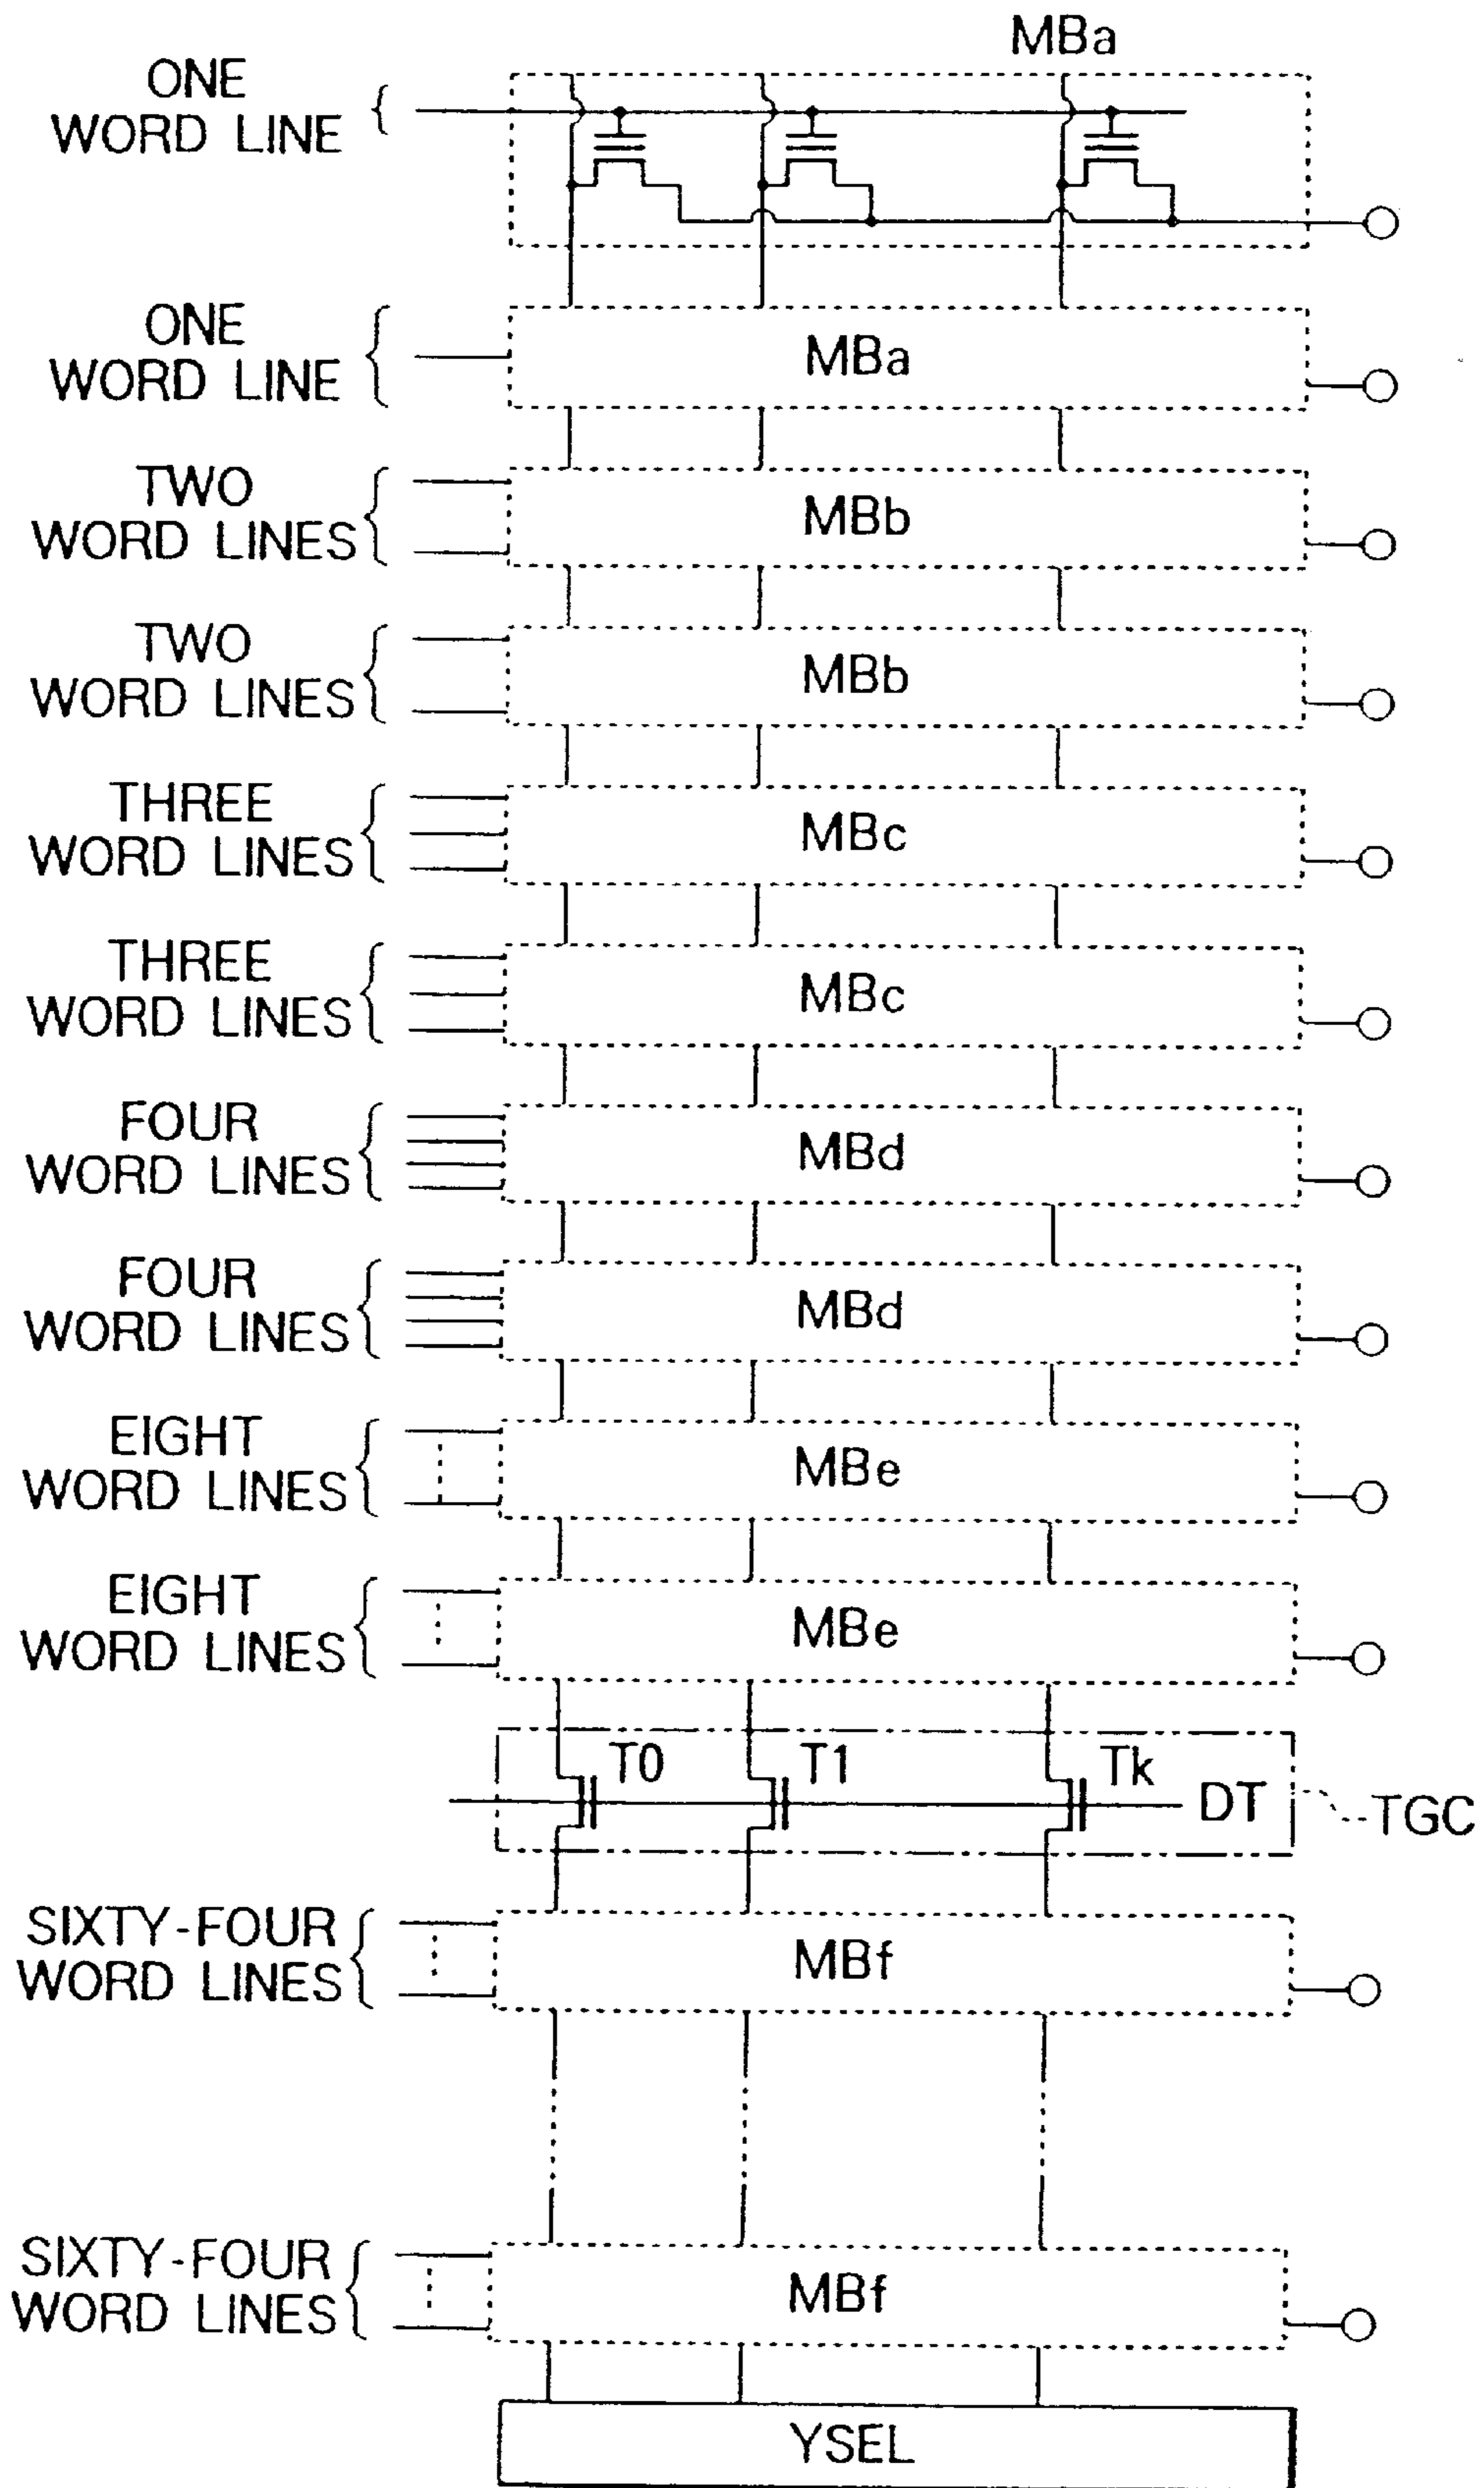 MBa
ONE
WORD LINE
ONE
WORD LINE
MBa
TWO
WORD LINES
MBb
TWO
WORD LINES
MBb
THREE
WORD LINES
MBc
THREE
WORD LINES
MBc
FOUR
WORD LINES
MBd
FOUR
WORD LINES
MBd
EIGHT
WORD LINES
MBe
EIGHT
WORD LINES
MBe
T0 T1 Tk DT TGC
SIXTY-FOUR
WORD LINES
MBf
SIXTY-FOUR
WORD LINES
MBf
YSEL